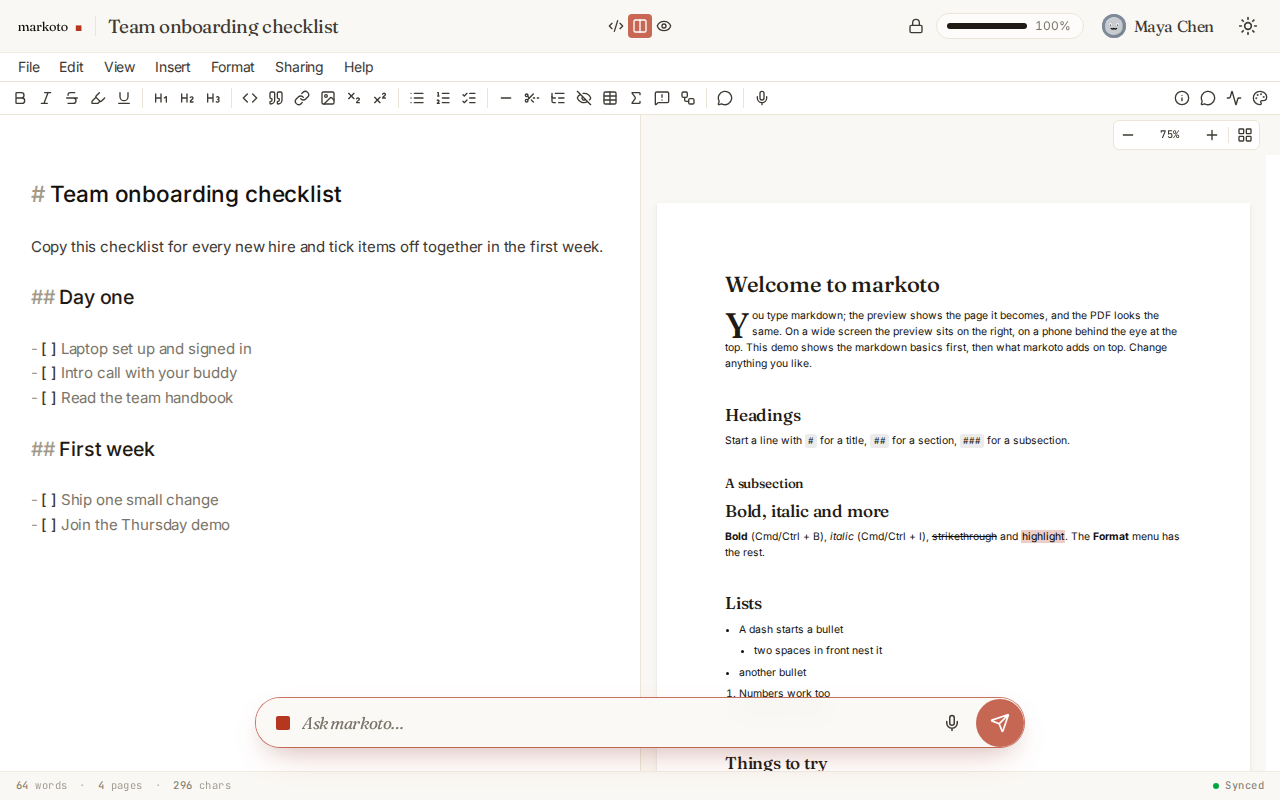 markoto
Team onboarding checklist
100%
Maya Chen
File Edit View Insert Format Sharing Help
H1 H2 H3
75%
# Team onboarding checklist
Copy this checklist for every new hire and tick items off together in the first week.
## Day one
- [ ] Laptop set up and signed in
- [ ] Intro call with your buddy
- [ ] Read the team handbook
## First week
- [ ] Ship one small change
- [ ] Join the Thursday demo
Welcome to markoto
You type markdown; the preview shows the page it becomes, and the PDF looks the
same. On a wide screen the preview sits on the right, on a phone behind the eye at the
top. This demo shows the markdown basics first, then what markoto adds on top. Change
anything you like.
Headings
Start a line with # for a title, ## for a section, ### for a subsection.
A subsection
Bold, italic and more
Bold (Cmd/Ctrl + B), italic (Cmd/Ctrl + I), strikethrough and highlight. The Format menu has
the rest.
Lists
• A dash starts a bullet
• two spaces in front nest it
• another bullet
1. Numbers work too
Things to try
Ask markoto...
64 words · 4 pages · 296 chars
Synced